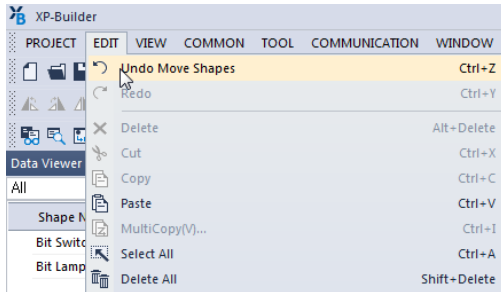 XP-Builder
PROJECT EDIT VIEW COMMON TOOL COMMUNICATION WINDOW
Undo Move Shapes Ctrl+Z
Redo Ctrl+Y
Delete Alt+Delete
Cut Ctrl+X
Data Viewer
Copy Ctrl+C
All
Paste Ctrl+V
Shape
MultiCopy(V)... Ctrl+I
Bit
Select All Ctrl+A
Bit Lamp
Delete All Shift+Delete